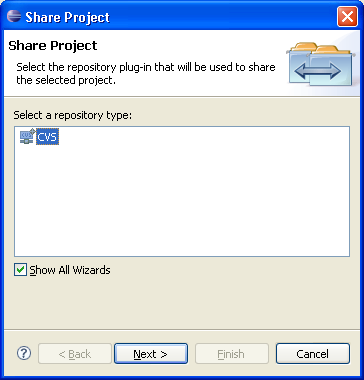 Share Project
Share Project
Select the repository plug-in that will be used to share
the selected project.
Select a repository type:
CVS
Show All Wizards
? < Back Next > Finish Cancel